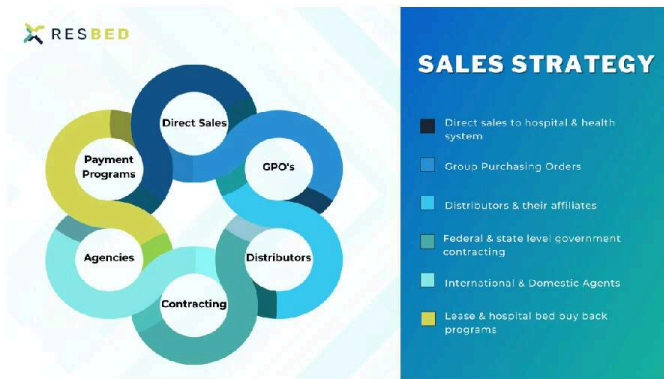 RESBED
SALES STRATEGY
Direct Sales
GPO's
Distributors
Contracting
Agencies
Payment
Programs
Direct sales to hospital & health
system
Group Purchasing Orders
Distributors & their affiliates
Federal & state level government
contracting
International & Domestic Agents
Lease & hospital bed buy back
programs